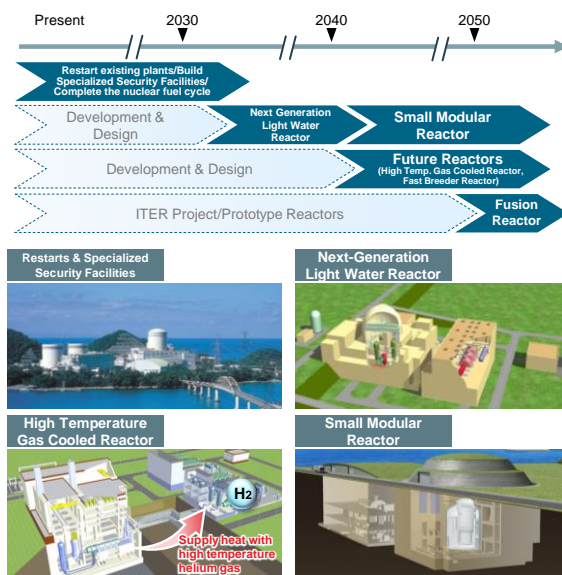 Present
2030
2040
2050
Restart existing plants/Build
Specialized Security Facilities/
Complete the nuclear fuel cycle
Development &
Design
Next Generation
Light Water
Reactor
Small Modular
Reactor
Development & Design
Future Reactors
(High Temp. Gas Cooled Reactor,
Fast Breeder Reactor)
ITER Project/Prototype Reactors
Fusion
Reactor
Restarts & Specialized
Security Facilities
Next-Generation
Light Water Reactor
High Temperature
Gas Cooled Reactor
H2
Supply heat with
high temperature
helium gas
Small Modular
Reactor